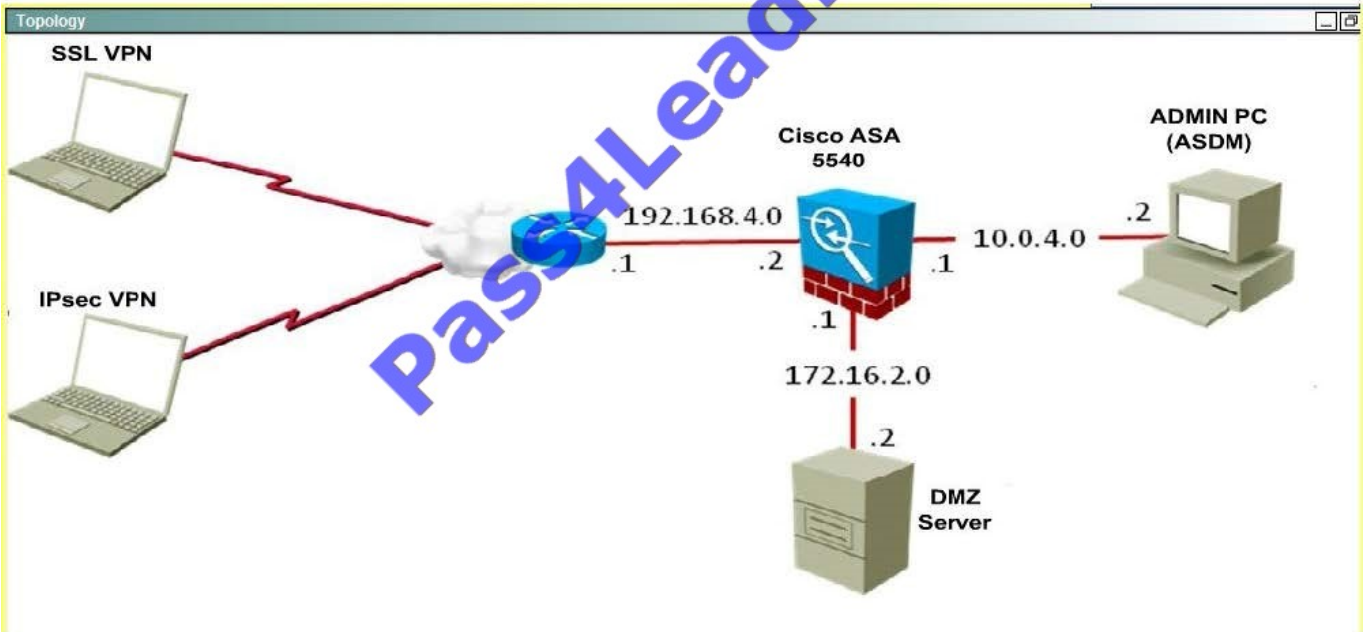 Topology
SSL VPN
IPsec VPN
192.168.4.0
.1
.2
Cisco ASA
5540
.1
10.0.4.0
.2
ADMIN PC
(ASDM)
.1
172.16.2.0
.2
DMZ
Server
Pass4Lead